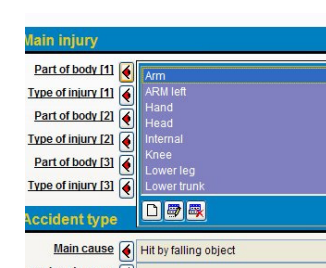 Main injury
Part of body [1]
Arm
Type of injury [1]
ARM left
Hand
Part of body [2]
Head
Type of injury [2]
Internal
Part of body [3]
Knee
Lower leg
Type of injury [3]
Lower trunk
Accident type
Main cause
Hit by falling object